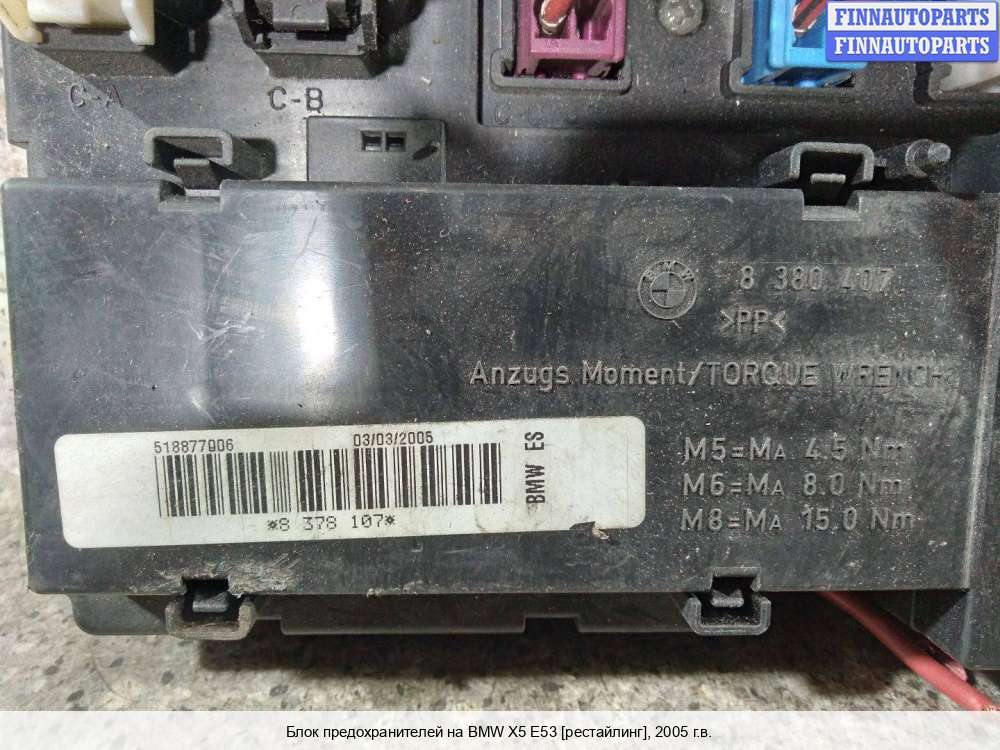 FINNAUTOPARTS
FINNAUTOPARTS
C-A
C-B
BMW
8 380 407
>PP<
Anzugs Moment/TORQUE WRENCH
518877006 03/03/2005
*8 378 107*
BMW ES
M5=MA 4.5 Nm
M6=MA 8.0 Nm
M8=MA 15.0 Nm
Блок предохранителей на BMW X5 E53 [рестайлинг], 2005 г.в.